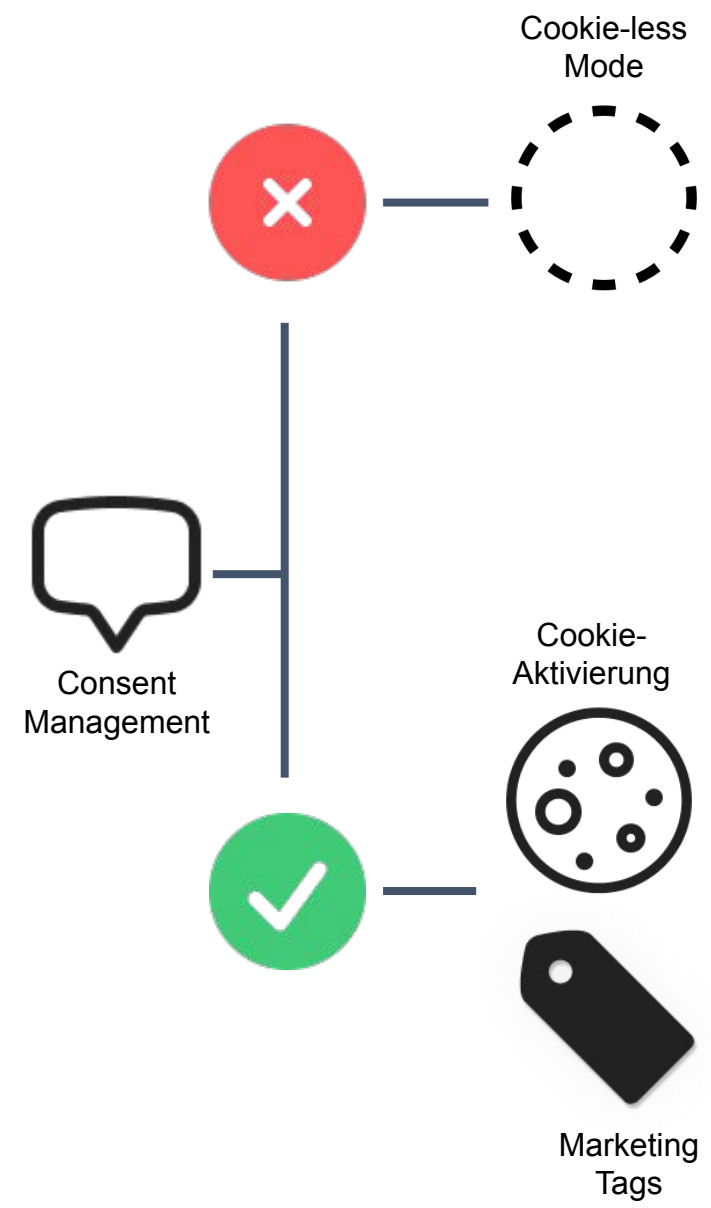 Cookie-less
Mode
Consent
Management
Cookie-
Aktivierung
Marketing
Tags